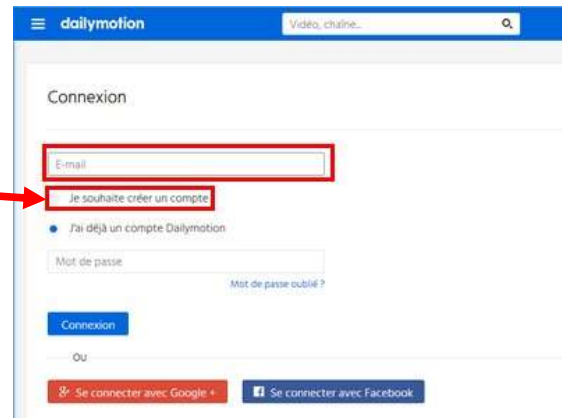 dailymotion
Vidéo, chaîne...
Connexion
E-mail
Je souhaite créer un compte
J'ai déjà un compte Dailymotion
Mot de passe
Mot de passe oublié ?
Connexion
Ou
Se connecter avec Google +
Se connecter avec Facebook